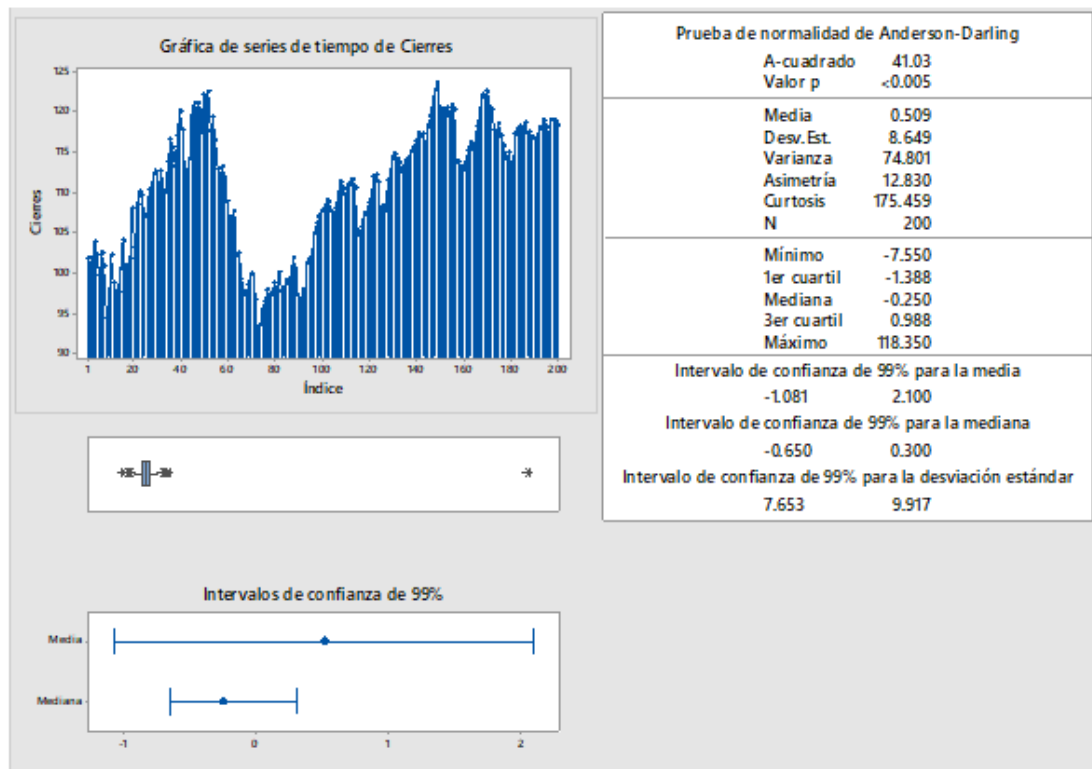 Gráfica de series de tiempo de Cierres
125
120
115
110
105
100
95
90
Cierres
1 20 40 60 80 100 120 140 160 180 200
Índice
Prueba de normalidad de Anderson-Darling
A-cuadrado 41.03
Valor p <0.005
Media 0.509
Desv.Est. 8.649
Varianza 74.801
Asimetría 12.830
Curtosis 175.459
N 200
Mínimo -7.550
1er cuartil -1.388
Mediana -0.250
3er cuartil 0.988
Máximo 118.350
Intervalo de confianza de 99% para la media
-1.081 2.100
Intervalo de confianza de 99% para la mediana
-0.650 0.300
Intervalo de confianza de 99% para la desviación estándar
7.653 9.917
Intervalos de confianza de 99%
Media
Mediana
-1 0 1 2